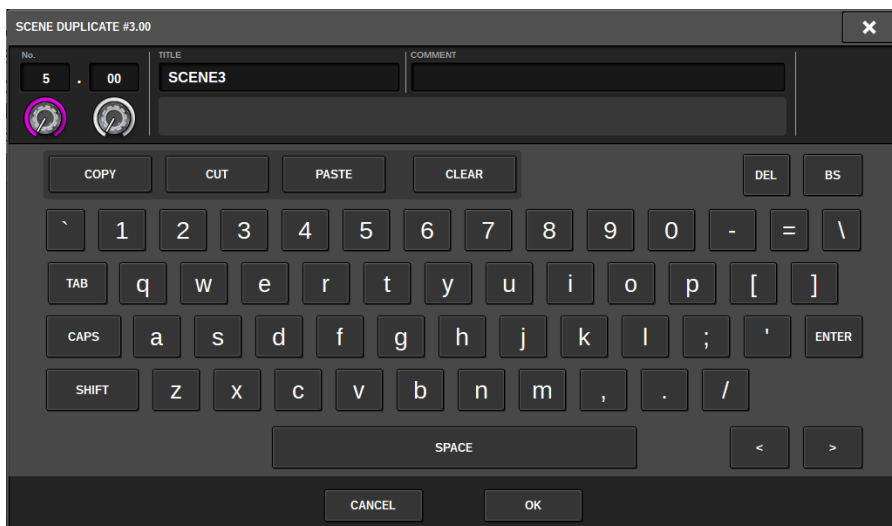 SCENE DUPLICATE #3.00
No. TITLE COMMENT
5 . 00 SCENE3
COPY CUT PASTE CLEAR DEL BS
` 1 2 3 4 5 6 7 8 9 0 - = \
TAB q w e r t y u i o p [ ]
CAPS a s d f g h j k l ; ' ENTER
SHIFT z x c v b n m , . /
SPACE < >
CANCEL OK